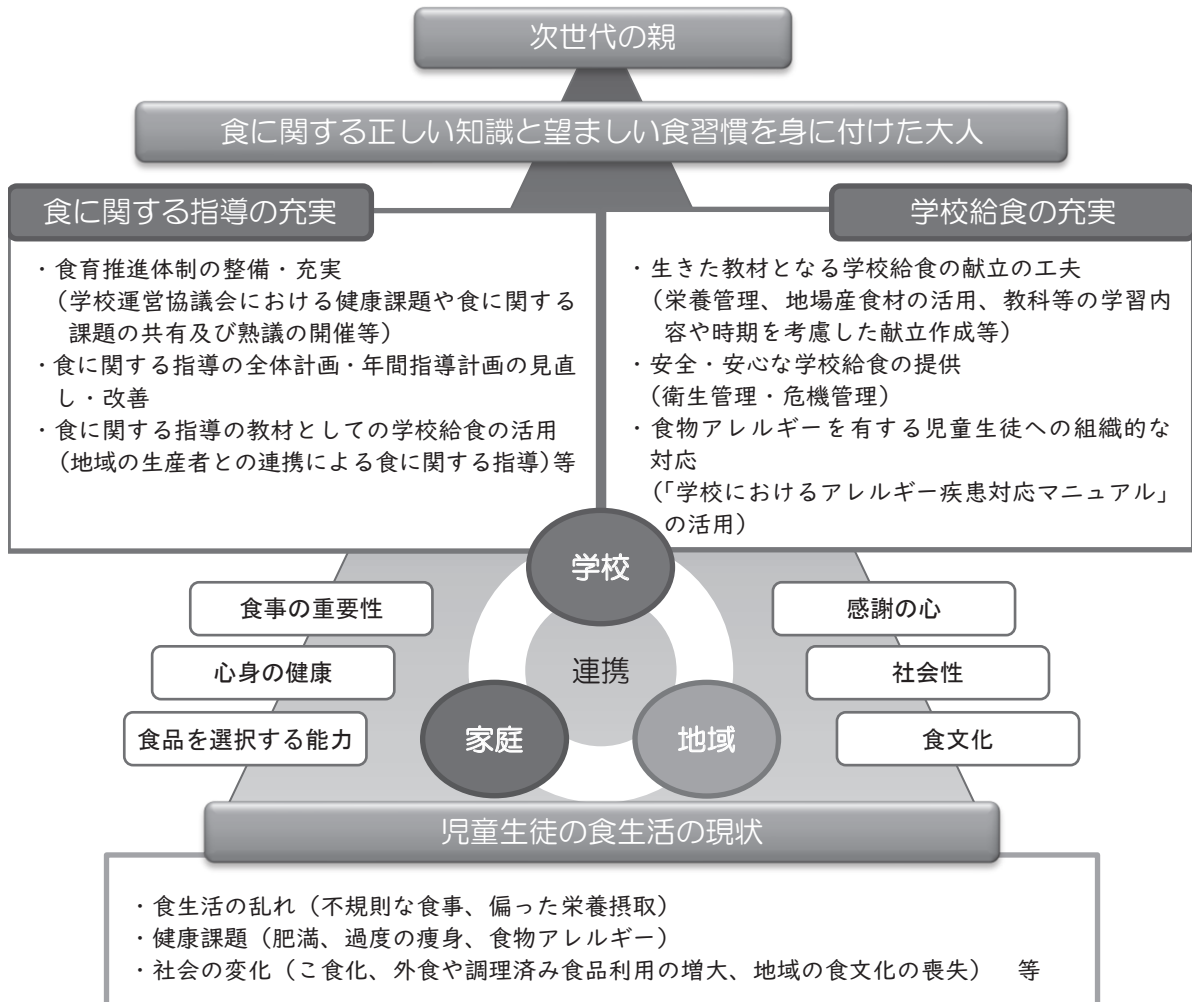 次世代の親
食に関する正しい知識と望ましい食習慣を身に付けた大人
食に関する指導の充実
・食育推進体制の整備・充実
(学校運営協議会における健康課題や食に関する
課題の共有及び熟議の開催等)
・食に関する指導の全体計画・年間指導計画の見直
し・改善
・食に関する指導の教材としての学校給食の活用
(地域の生産者との連携による食に関する指導)等
学校給食の充実
・生きた教材となる学校給食の献立の工夫
(栄養管理、地場産食材の活用、教科等の学習内
容や時期を考慮した献立作成等)
・安全・安心な学校給食の提供
(衛生管理・危機管理)
・食物アレルギーを有する児童生徒への組織的な
対応
(「学校におけるアレルギー疾患対応マニュアル」
の活用)
学校
連携
家庭
地域
食事の重要性
心身の健康
食品を選択する能力
感謝の心
社会性
食文化
児童生徒の食生活の現状
・食生活の乱れ(不規則な食事、偏った栄養摂取)
・健康課題(肥満、過度の痩身、食物アレルギー)
・社会の変化(こ食化、外食や調理済み食品利用の増大、地域の食文化の喪失) 等